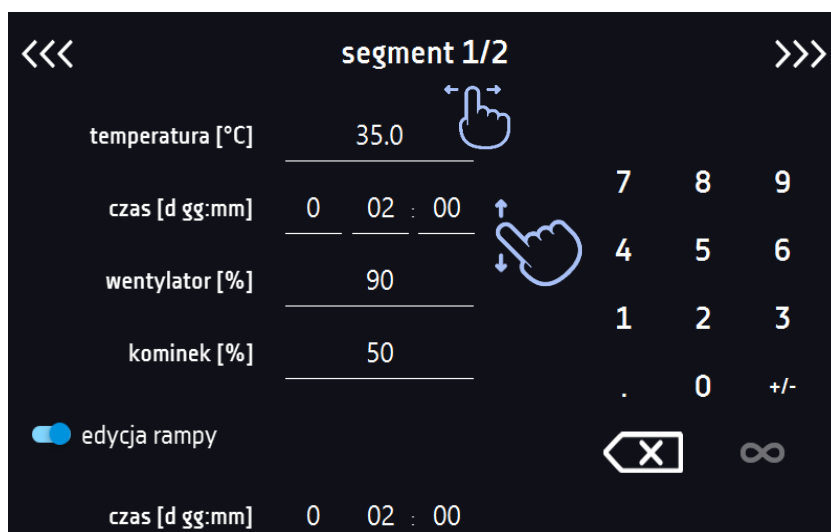 <<< segment 1/2 >>>
temperatura [°C] 35.0
czas [d gg:mm] 0 02 : 00
wentylator [%] 90
kominek [%] 50
edycja rampy
czas [d gg:mm] 0 02 : 00
7 8 9
4 5 6
1 2 3
. 0 +/-
X ∞